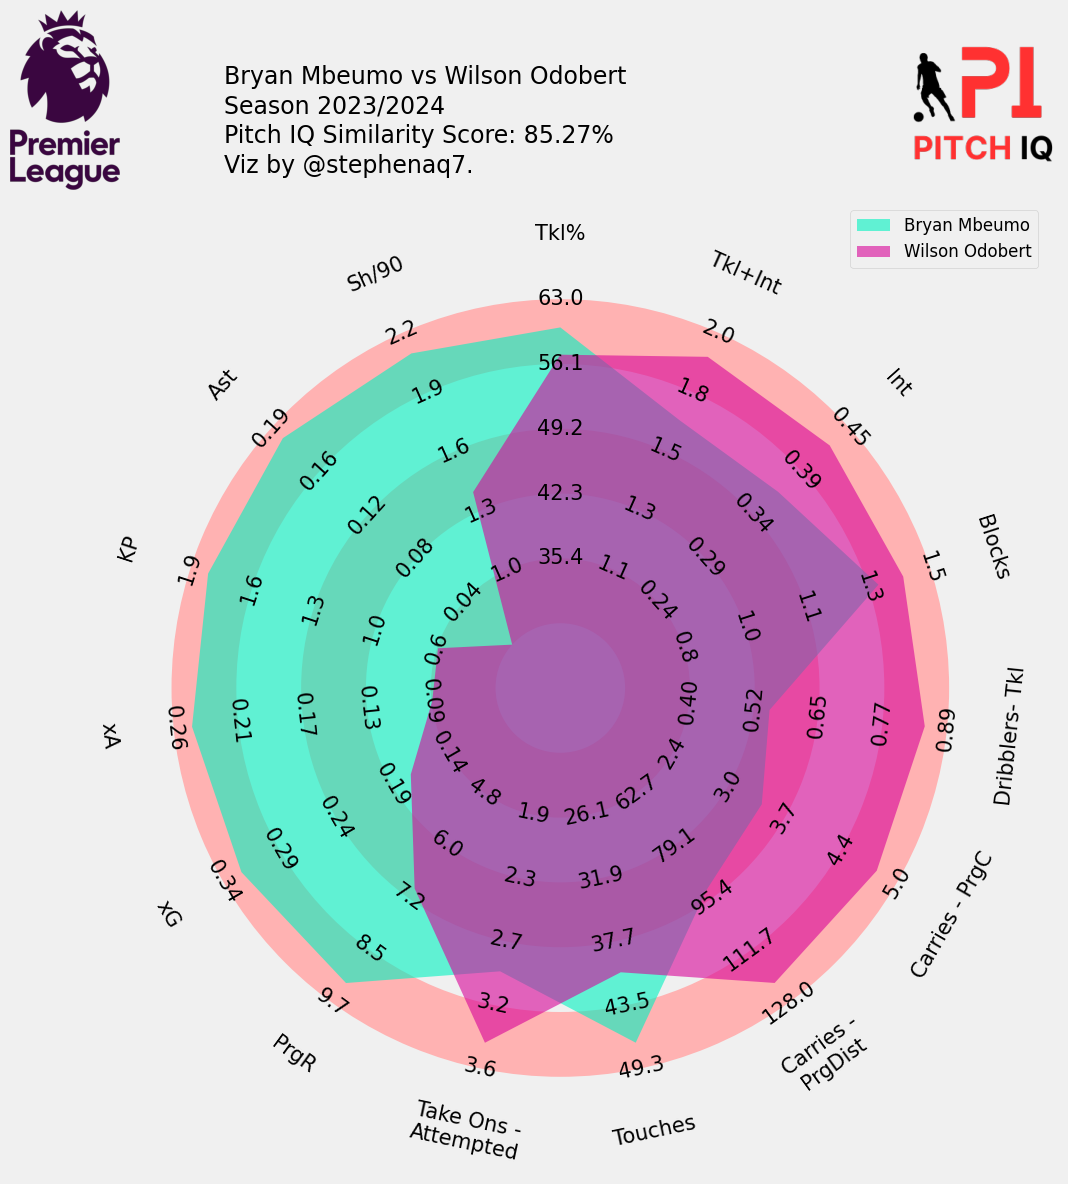 Premier
League
Bryan Mbeumo vs Wilson Odobert
Season 2023/2024
Pitch IQ Similarity Score: 85.27%
Viz by @stephenaq7.
PI
PITCH IQ
Bryan Mbeumo
Wilson Odobert
Tkl%
63.0
56.1
49.2
42.3
35.4
Tkl+Int
2.0
1.8
1.5
1.3
1.1
Int
0.45
0.39
0.34
0.29
0.24
Blocks
1.5
1.3
1.1
1.0
0.8
Dribblers- Tkl
0.89
0.77
0.65
0.52
0.40
Carries - PrgC
5.0
4.4
3.7
3.0
2.4
Carries -
PrgDist
128.0
111.7
95.4
79.1
62.7
Touches
49.3
43.5
37.7
31.9
26.1
Take Ons -
Attempted
3.6
3.2
2.7
2.3
1.9
PrgR
9.7
8.5
7.2
6.0
4.8
xG
0.34
0.29
0.24
0.19
0.14
xA
0.26
0.21
0.17
0.13
0.09
KP
1.9
1.6
1.3
1.0
0.6
Ast
0.19
0.16
0.12
0.08
0.04
Sh/90
2.2
1.9
1.6
1.3
1.0